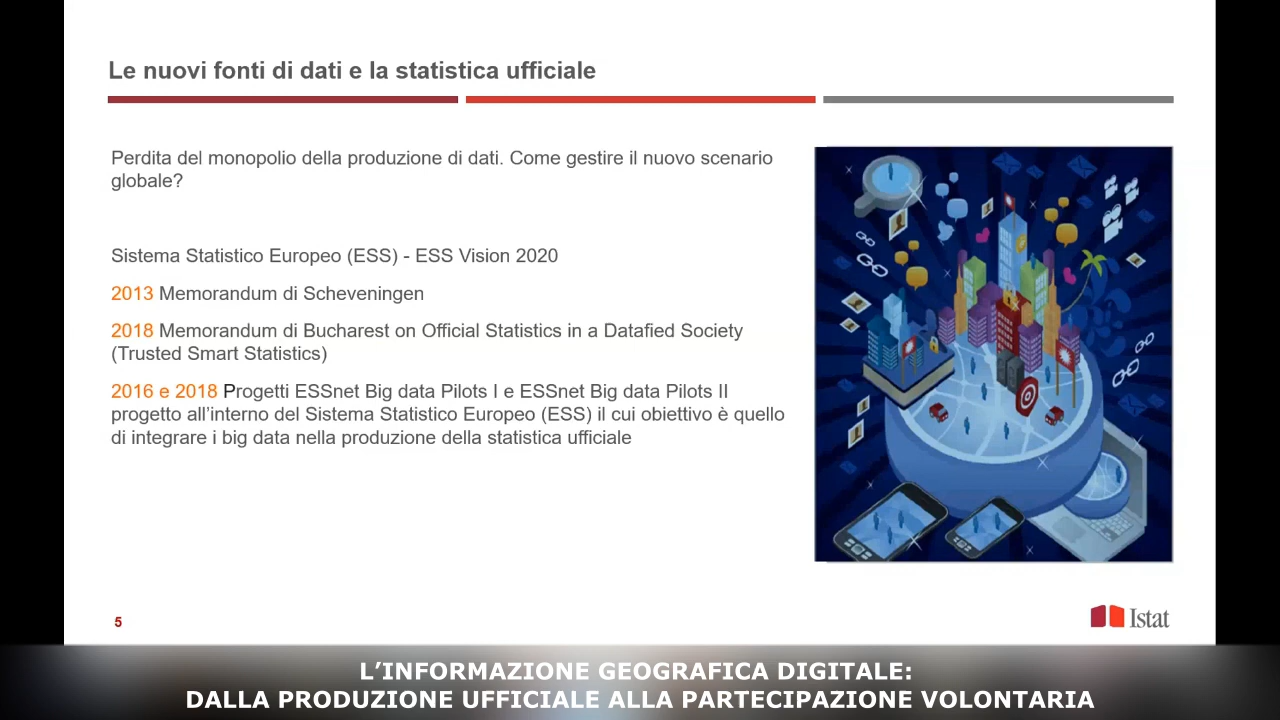 Le nuovi fonti di dati e la statistica ufficiale
Perdita del monopolio della produzione di dati. Come gestire il nuovo scenario
globale?
Sistema Statistico Europeo (ESS) - ESS Vision 2020
2013 Memorandum di Scheveningen
2018 Memorandum di Bucharest on Official Statistics in a Datafied Society
(Trusted Smart Statistics)
2016 e 2018 Progetti ESSnet Big data Pilots I e ESSnet Big data Pilots II
progetto all'interno del Sistema Statistico Europeo (ESS) il cui obiettivo è quello
di integrare i big data nella produzione della statistica ufficiale
5
Istat
L'INFORMAZIONE GEOGRAFICA DIGITALE:
DALLA PRODUZIONE UFFICIALE ALLA PARTECIPAZIONE VOLONTARIA